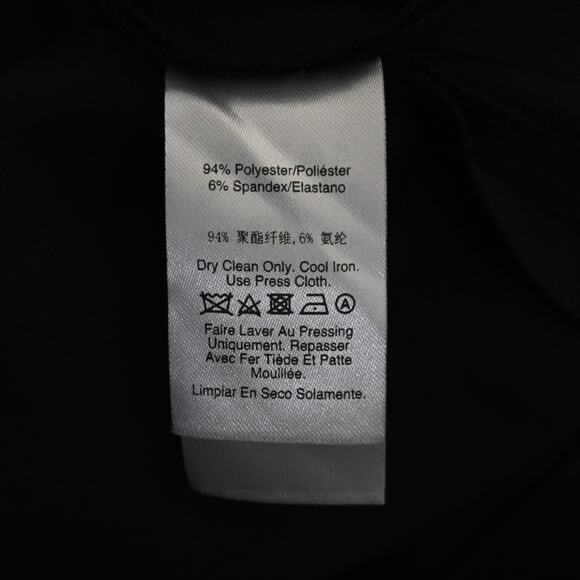 94% Polyester/Poliéster
6% Spandex/Elastano
94% 聚酯纤维,6% 氨纶
Dry Clean Only. Cool Iron.
Use Press Cloth.
A
Faire Laver Au Pressing
Uniquement. Repasser
Avec Fer Tiède Et Patte
Mouillée.
Limpiar En Seco Solamente.